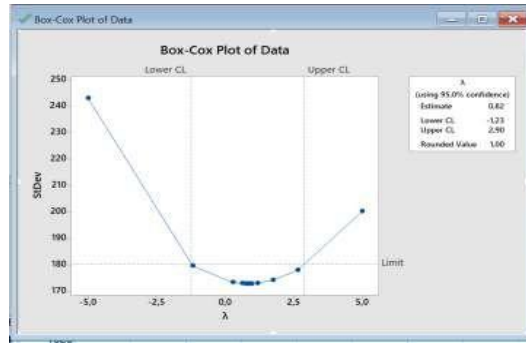 Box-Cox Plot of Data
Box-Cox Plot of Data
Lower CL
Upper CL
250
240
230
220
210
200
190
180
170
StDev
-5,0
-2,5
0,0
2,5
5,0
λ
Limit
λ
(using 95.0% confidence)
Estimate 0,82
Lower CL -1,23
Upper CL 2,90
Rounded Value 1,00